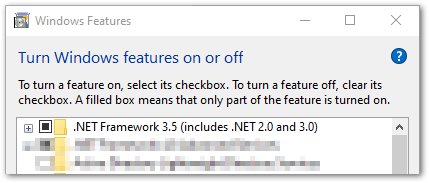 Windows Features
Turn Windows features on or off
To turn a feature on, select its checkbox. To turn a feature off, clear its
checkbox. A filled box means that only part of the feature is turned on.
.NET Framework 3.5 (includes .NET 2.0 and 3.0)